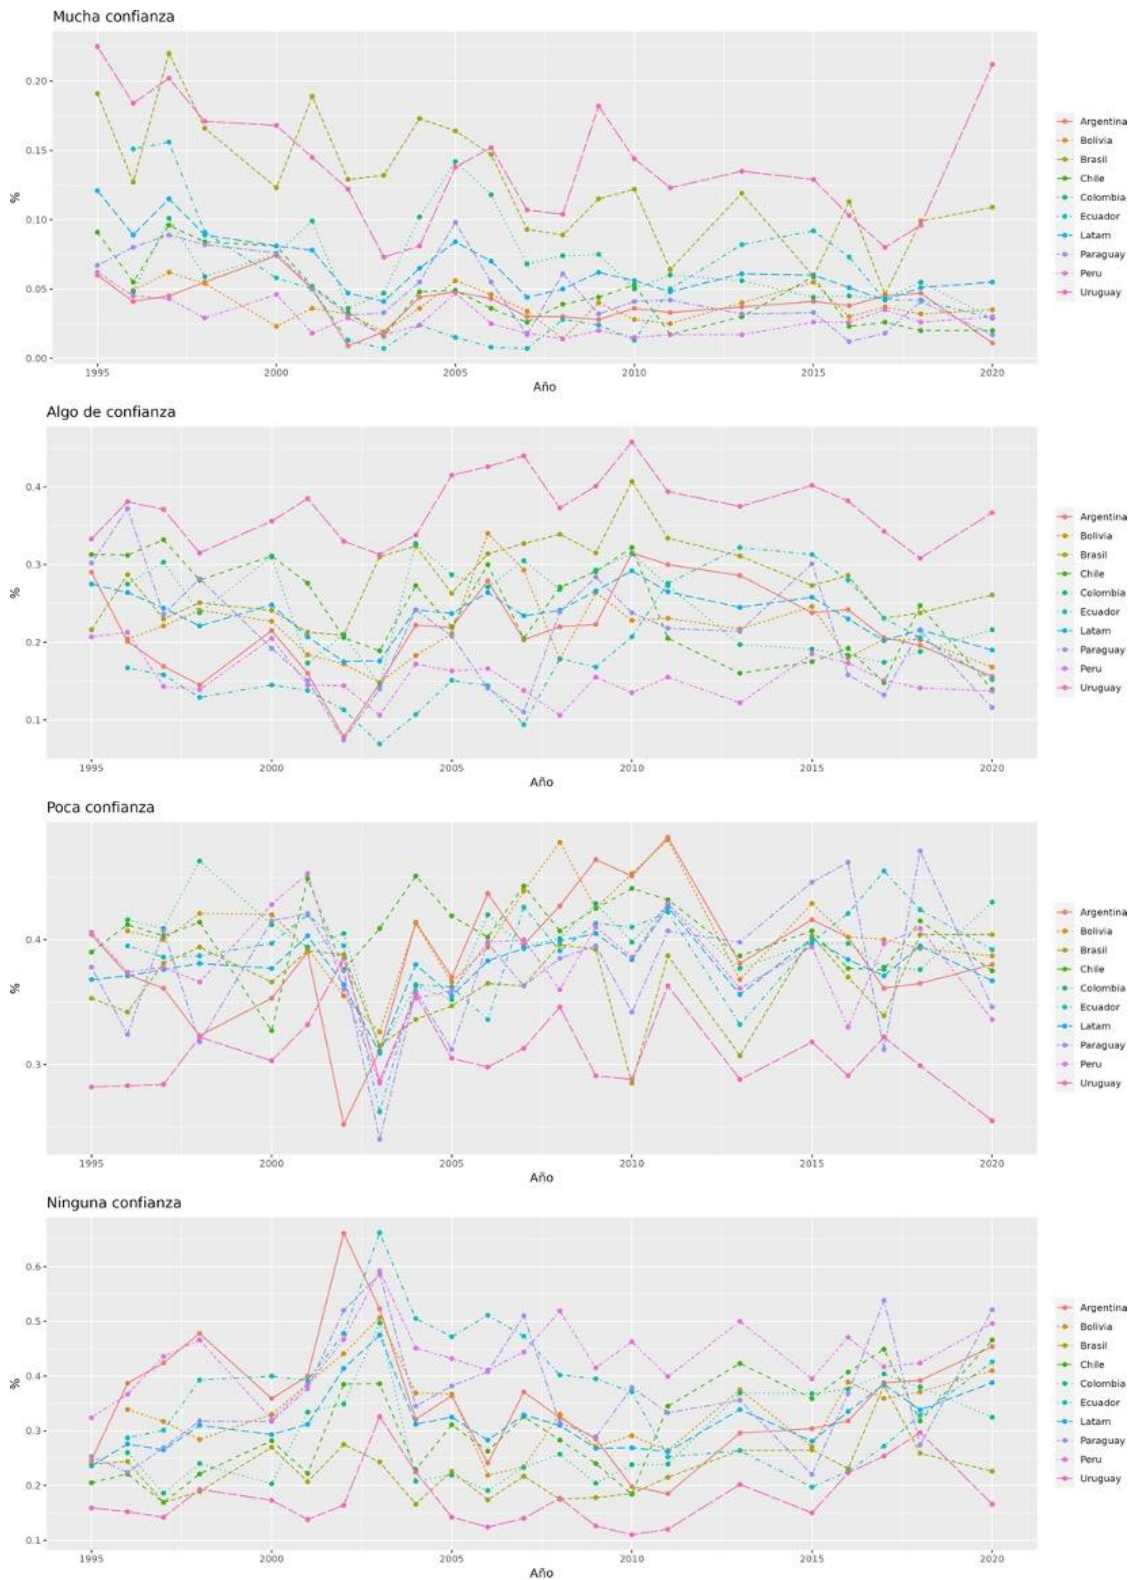 Mucha confianza
0.20
0.15
%
0.10
0.05
0.00
1995 2000 2005 2010 2015 2020
Año
Argentina
Bolivia
Brasil
Chile
Colombia
Ecuador
Latam
Paraguay
Peru
Uruguay
Algo de confianza
0.4
0.3
%
0.2
0.1
1995 2000 2005 2010 2015 2020
Año
Argentina
Bolivia
Brasil
Chile
Colombia
Ecuador
Latam
Paraguay
Peru
Uruguay
Poca confianza
0.4
%
0.3
1995 2000 2005 2010 2015 2020
Año
Argentina
Bolivia
Brasil
Chile
Colombia
Ecuador
Latam
Paraguay
Peru
Uruguay
Ninguna confianza
0.6
0.5
0.4
%
0.3
0.2
0.1
1995 2000 2005 2010 2015 2020
Año
Argentina
Bolivia
Brasil
Chile
Colombia
Ecuador
Latam
Paraguay
Peru
Uruguay